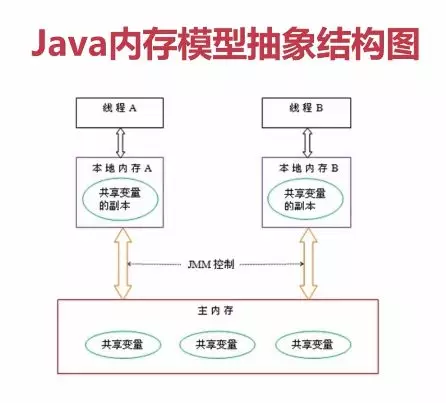 Java内存模型抽象结构图
线程 A
线程 B
本地内存 A
本地内存 B
共享变量
的副本
共享变量
的副本
JMM 控制
主内存
共享变量
共享变量
共享变量